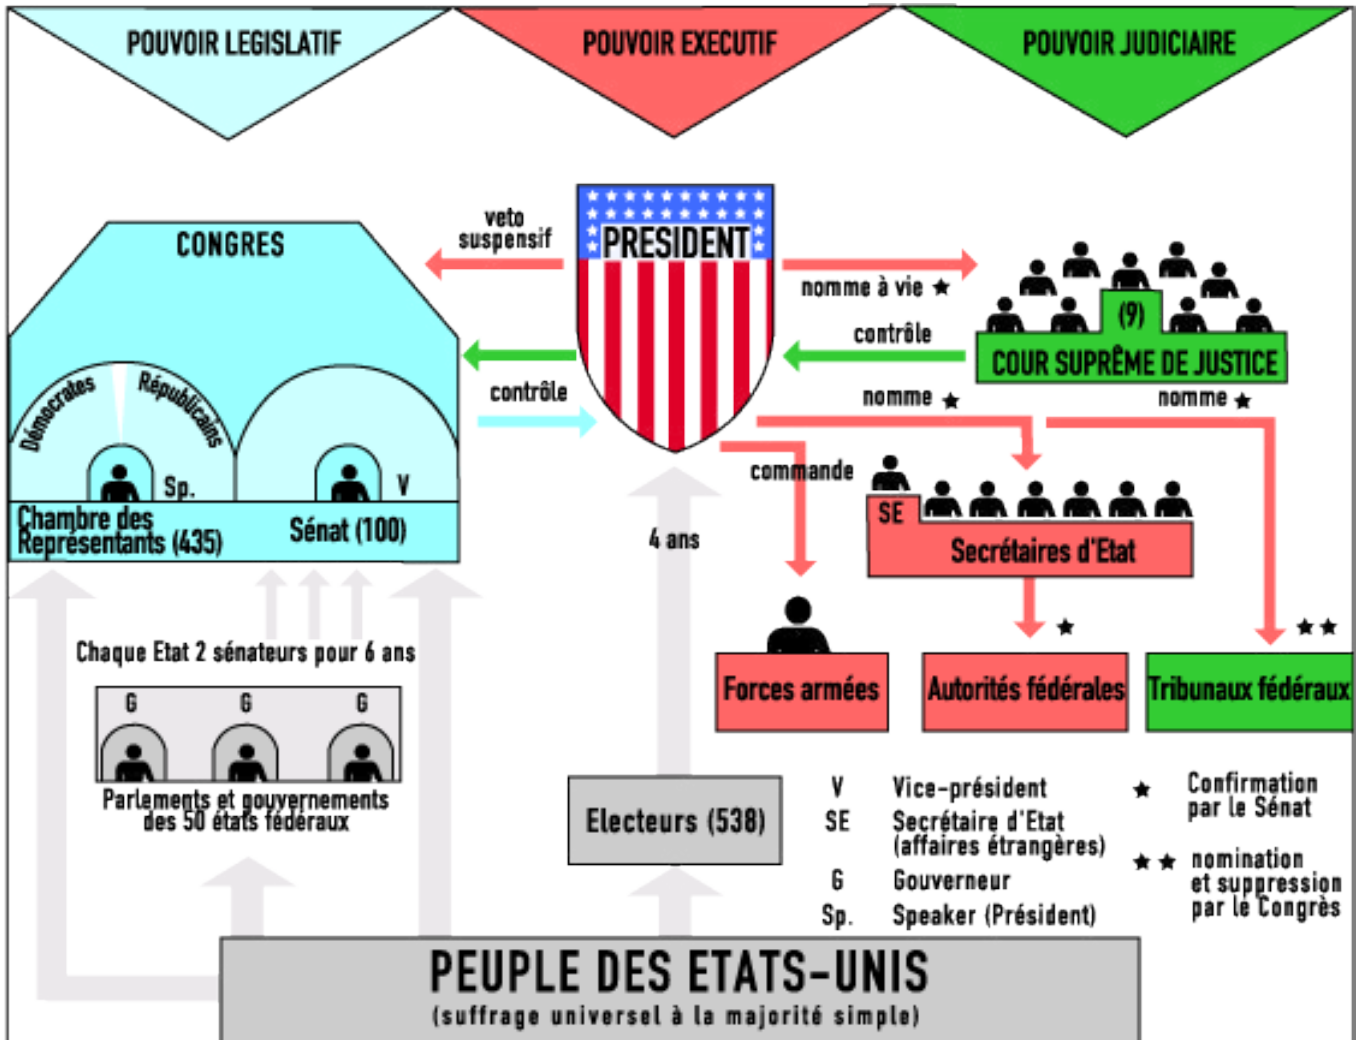 POUVOIR LEGISLATIF
POUVOIR EXECUTIF
POUVOIR JUDICIAIRE
CONGRES
veto
suspensif
PRESIDENT
nomme à vie ★
(9)
COUR SUPRÊME DE JUSTICE
contrôle
contrôle
nomme ★
nomme ★
commande
Démocrates
Républicains
Sp.
V
Chambre des
Représentants (435)
Sénat (100)
4 ans
SE
Secrétaires d'Etat
★
★★
Chaque Etat 2 sénateurs pour 6 ans
G G G
Parlements et gouvernements
des 50 états fédéraux
Forces armées
Autorités fédérales
Tribunaux fédéraux
Electeurs (538)
V Vice-président
SE Secrétaire d'Etat
(affaires étrangères)
G Gouverneur
Sp. Speaker (Président)
★ Confirmation
par le Sénat
★★ nomination
et suppression
par le Congrès
PEUPLE DES ETATS-UNIS
(suffrage universel à la majorité simple)